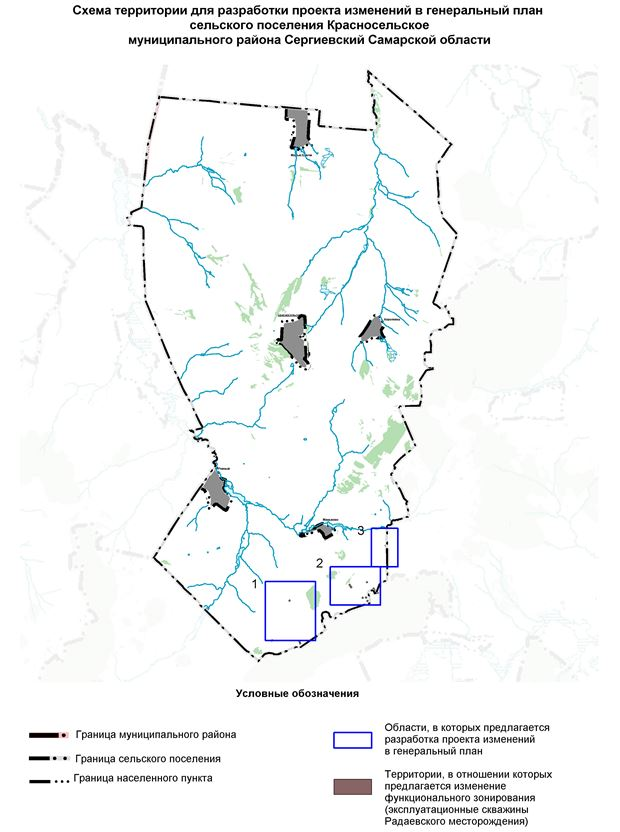 Схема территории для разработки проекта изменений в генеральный план
сельского поселения Красносельское
муниципального района Сергиевский Самарской области
3
2
1
Условные обозначения
Граница муниципального района
Граница сельского поселения
Граница населенного пункта
Области, в которых предлагается
разработка проекта изменений
в генеральный план
Территории, в отношении которых
предлагается изменение
функционального зонирования
(эксплуатационные скважины
Радаевского месторождения)